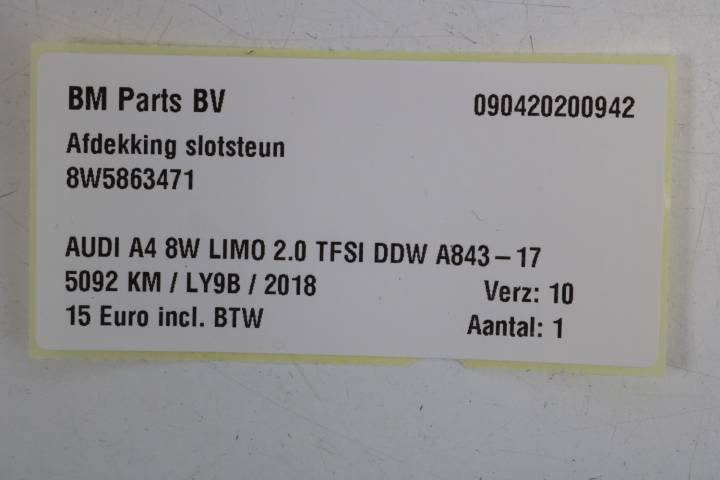 BM Parts BV 090420200942
Afdekking slotsteun
8W5863471
AUDI A4 8W LIMO 2.0 TFSI DDW A843-17
5092 KM / LY9B / 2018 Verz: 10
15 Euro incl. BTW Aantal: 1